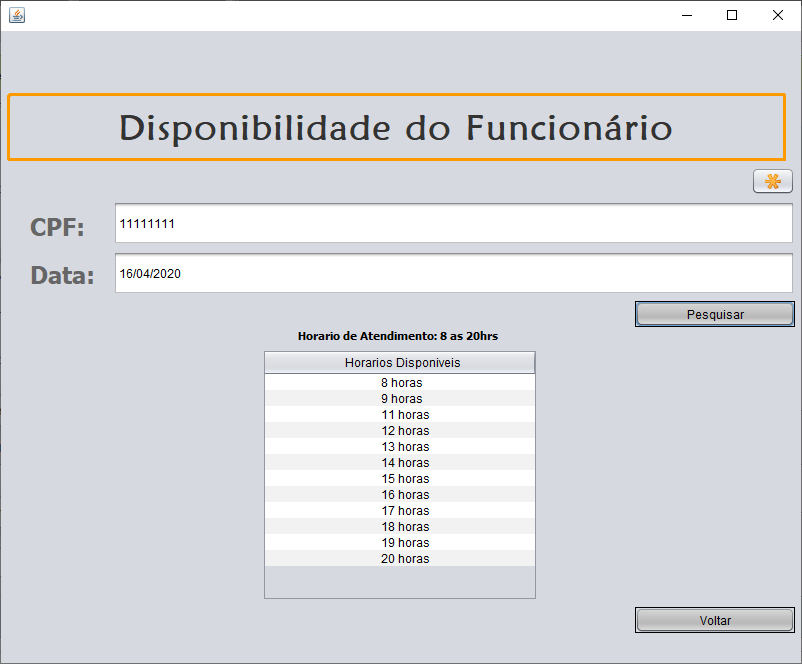 Disponibilidade do Funcionário
CPF:
11111111
Data:
16/04/2020
Pesquisar
Horario de Atendimento: 8 as 20hrs
Horarios Disponiveis
8 horas
9 horas
11 horas
12 horas
13 horas
14 horas
15 horas
16 horas
17 horas
18 horas
19 horas
20 horas
Voltar